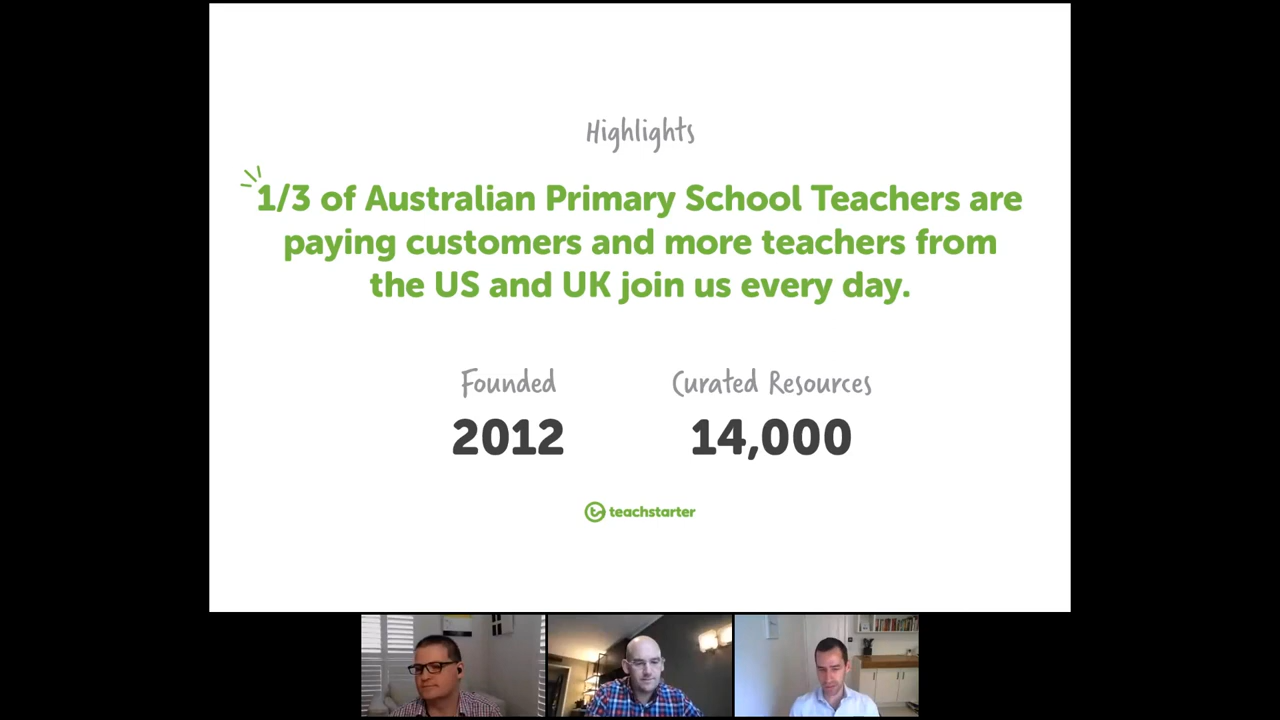 Highlights
1/3 of Australian Primary School Teachers are
paying customers and more teachers from
the US and UK join us every day.
Founded
Curated Resources
2012
14,000
teachstarter